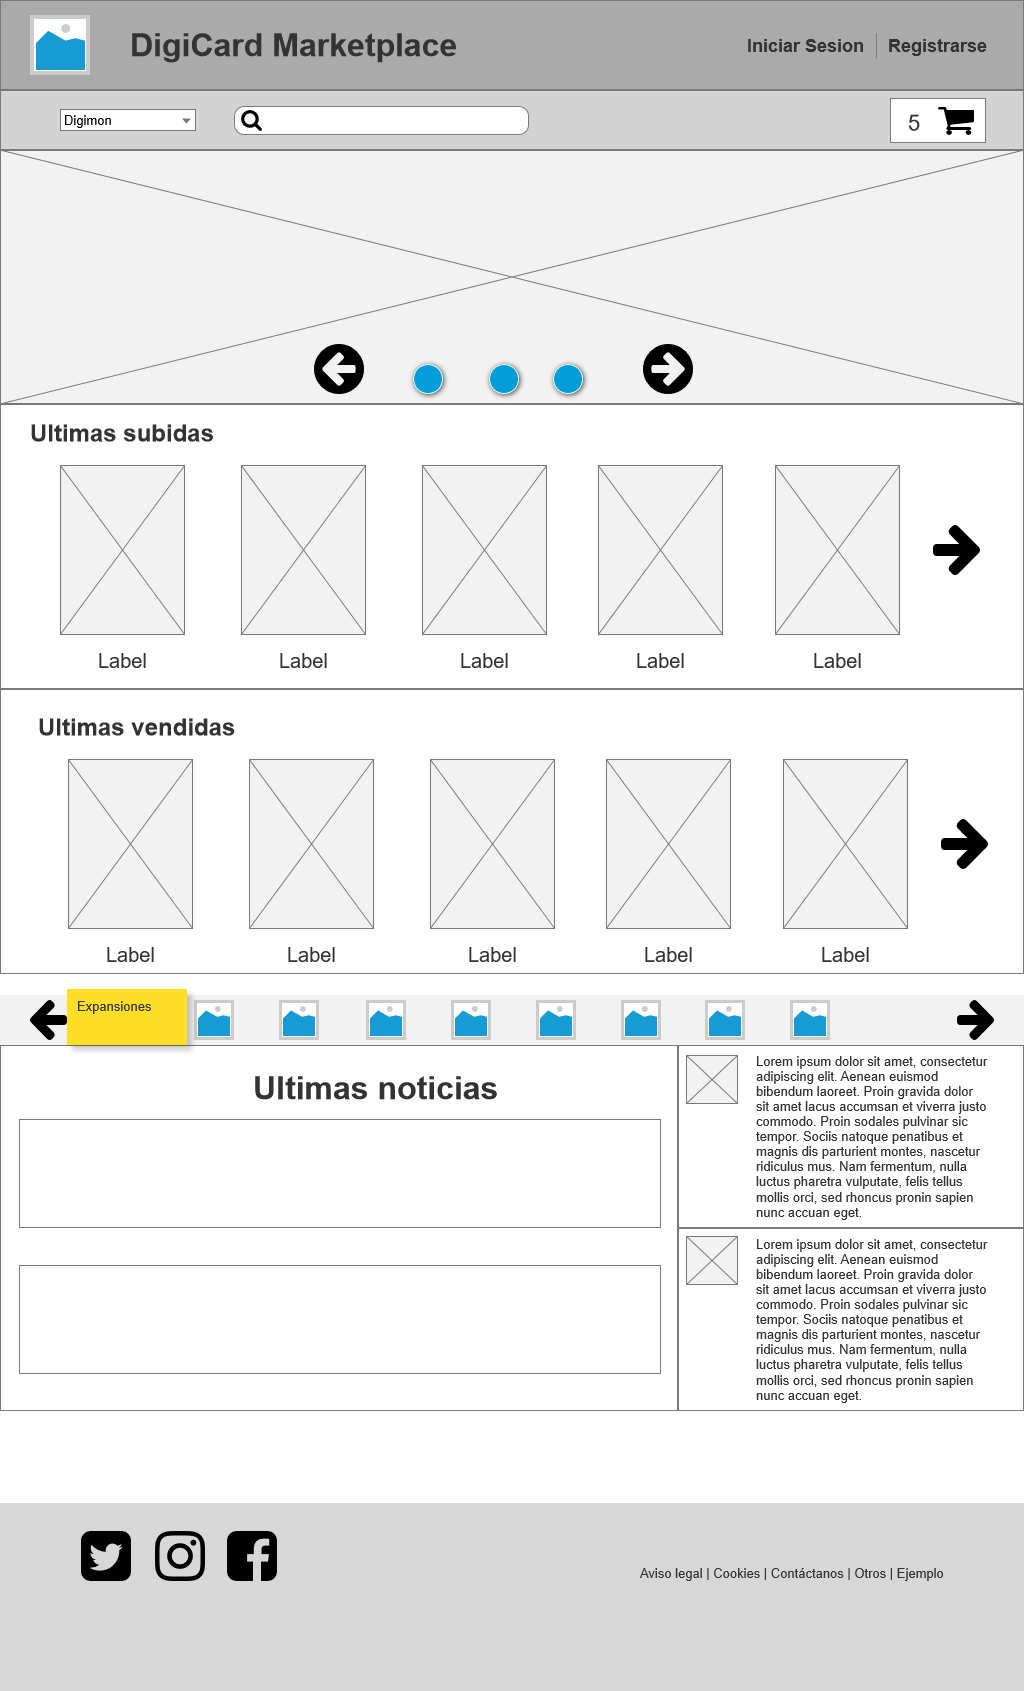 DigiCard Marketplace
Iniciar Sesion
Registrarse
Digimon
5
Ultimas subidas
Label
Label
Label
Label
Label
Ultimas vendidas
Label
Label
Label
Label
Label
Expansiones
Ultimas noticias
Lorem ipsum dolor sit amet, consectetur
adipiscing elit. Aenean euismod
bibendum laoreet. Proin gravida dolor
sit amet lacus accumsan et viverra justo
commodo. Proin sodales pulvinar sic
tempor. Sociis natoque penatibus et
magnis dis parturient montes, nascetur
ridiculus mus. Nam fermentum, nulla
luctus pharetra vulputate, felis tellus
mollis orci, sed rhoncus pronin sapien
nunc accuan eget.
Lorem ipsum dolor sit amet, consectetur
adipiscing elit. Aenean euismod
bibendum laoreet. Proin gravida dolor
sit amet lacus accumsan et viverra justo
commodo. Proin sodales pulvinar sic
tempor. Sociis natoque penatibus et
magnis dis parturient montes, nascetur
ridiculus mus. Nam fermentum, nulla
luctus pharetra vulputate, felis tellus
mollis orci, sed rhoncus pronin sapien
nunc accuan eget.
Aviso legal | Cookies | Contáctanos | Otros | Ejemplo